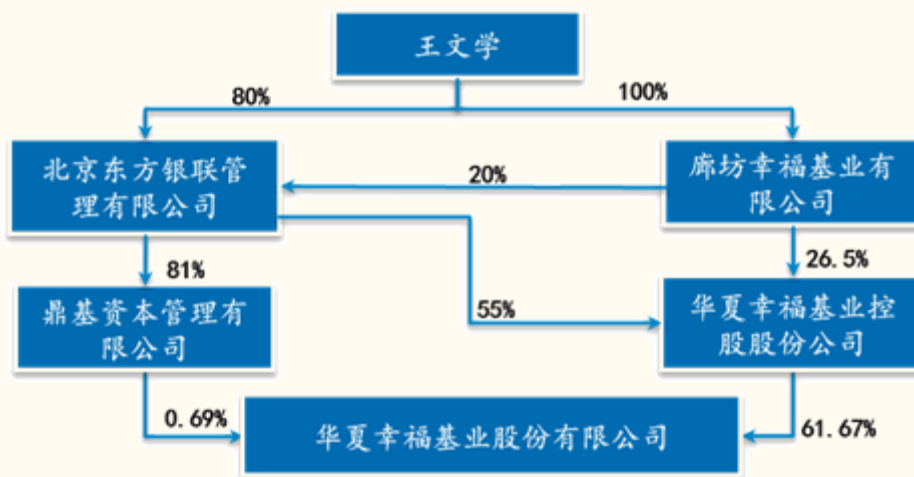 王文学
80%
100%
北京东方银联管
理有限公司
20%
廊坊幸福基业有
限公司
81%
26.5%
鼎基资本管理有
限公司
55%
华夏幸福基业控
股股份公司
0.69%
华夏幸福基业股份有限公司
61.67%